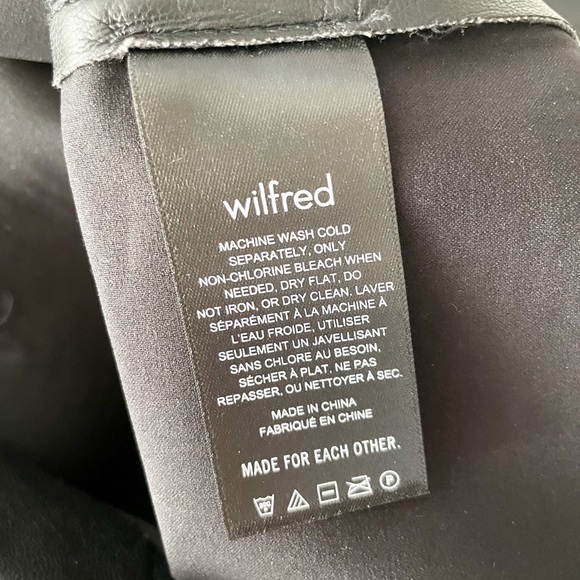 wilfred
MACHINE WASH COLD
SEPARATELY, ONLY
NON-CHLORINE BLEACH WHEN
NEEDED, DRY FLAT, DO
NOT IRON, OR DRY CLEAN. LAVER
SÉPARÉMENT À LA MACHINE À
L'EAU FROIDE, UTILISER
SEULEMENT UN JAVELLISANT
SANS CHLORE AU BESOIN,
SÉCHER À PLAT, NE PAS
REPASSER, OU NETTOYER À SEC.
MADE IN CHINA
FABRIQUÉ EN CHINE
MADE FOR EACH OTHER.
P